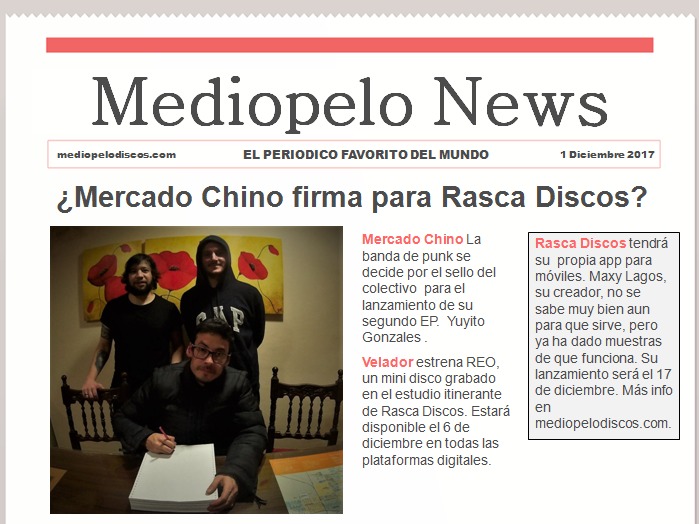 Mediopelo News
mediopelodiscos.com
EL PERIODICO FAVORITO DEL MUNDO
1 Diciembre 2017
¿Mercado Chino firma para Rasca Discos?
Mercado Chino La
banda de punk se
decide por el sello del
colectivo para el
lanzamiento de su
segundo EP. Yuyito
Gonzales .
Velador estrena REO,
un mini disco grabado
en el estudio itinerante
de Rasca Discos. Estará
disponible el 6 de
diciembre en todas las
plataformas digitales.
Rasca Discos tendrá
su propia app para
móviles. Maxy Lagos,
su creador, no se
sabe muy bien aun
para que sirve, pero
ya ha dado muestras
de que funciona. Su
lanzamiento será el 17
de diciembre. Más info
en
mediopelodiscos.com.